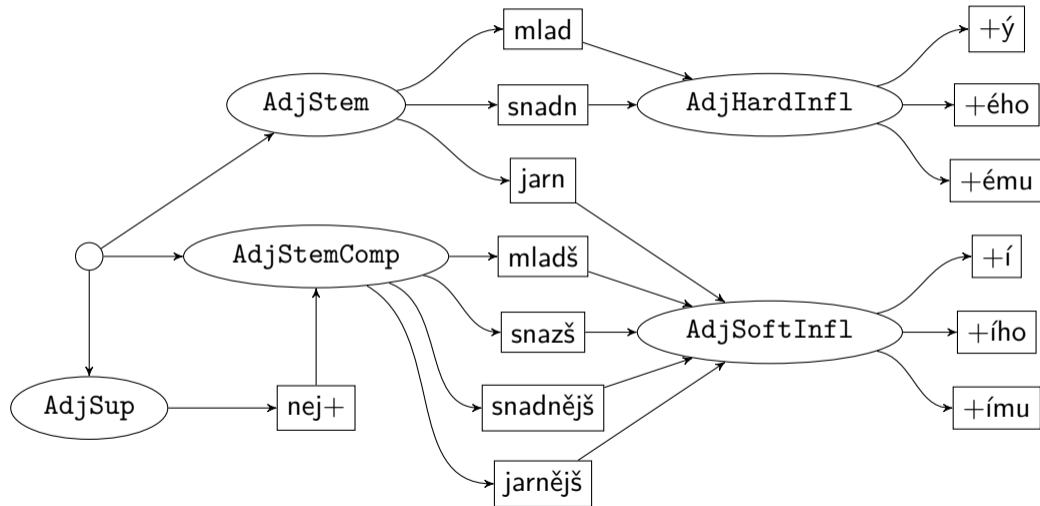 mlad
+ý
AdjStem
snadn
AdjHardInfl
+ého
jarn
+ému
AdjStemComp
mladš
+í
snazš
AdjSoftInfl
+ího
AdjSup
nej+
snadnějš
+ímu
jarnějš